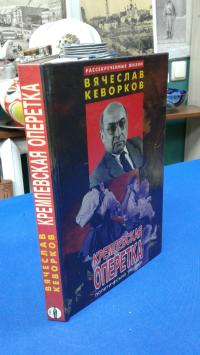 РАССЕКРЕЧЕННЫЕ ЖИЗНИ
ВЯЧЕСЛАВ
КЕВОРКОВ
КРЕМЛЕВСКАЯ
ОПЕРЕТКА
ВЯЧЕСЛАВ
КЕВОРКОВ КРЕМЛЕВСКАЯ ОПЕРЕТКА